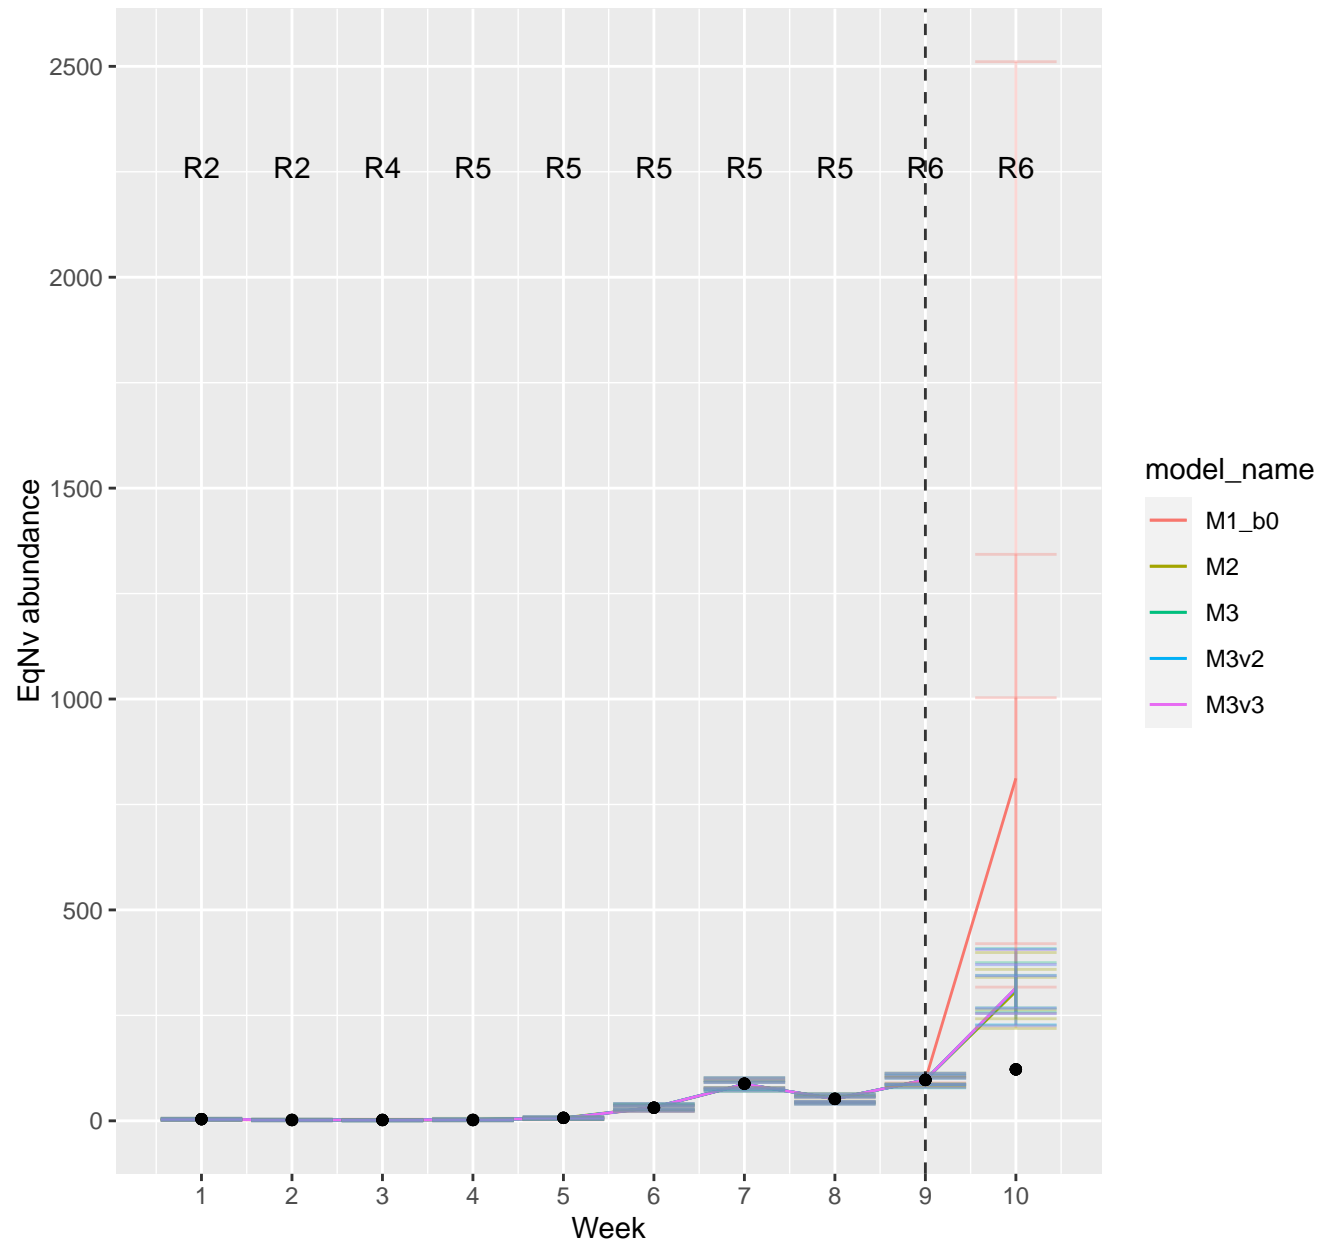 2500
R2 R2 R4 R5 R5 R5 R5 R5 R6 R6
2000
1500
1000
500
0
EqNv abundance
1 2 3 4 5 6 7 8 9 10
Week
model_name
M1_b0
M2
M3
M3v2
M3v3